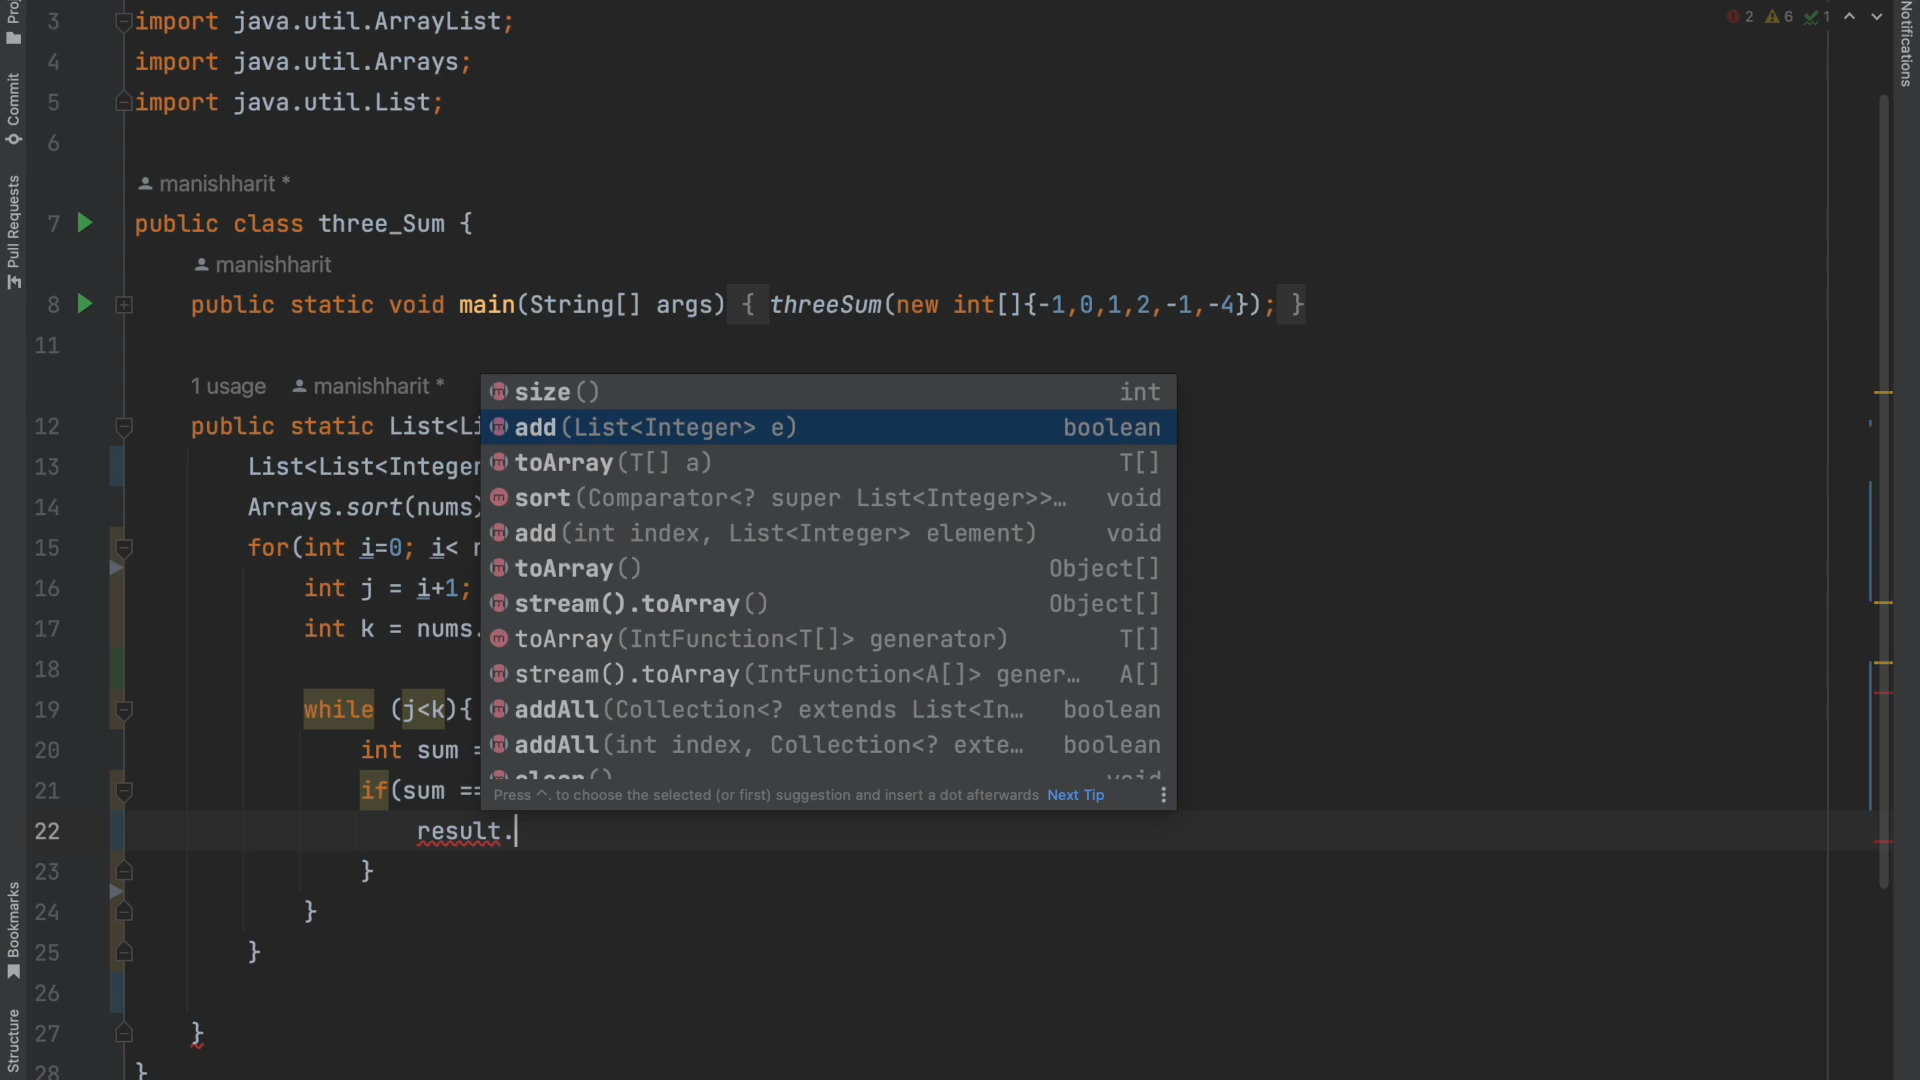 3 import java.util.ArrayList;
4 import java.util.Arrays;
5 import java.util.List;
6
manishharit *
7 public class three_Sum {
manishharit
8 public static void main(String[] args) { threeSum(new int[]{-1,0,1,2,-1,-4}); }
11
1 usage manishharit *
12 public static List<Li
13 List<List<Integer
14 Arrays.sort(nums)
15 for(int i=0; i< n
16 int j = i+1;
17 int k = nums.
18
19 while (j<k){
20 int sum =
21 if(sum ==
22 result.
23 }
24 }
25 }
26
27 }
28 }
size() int
add(List<Integer> e) boolean
toArray(T[] a) T[]
sort(Comparator<? super List<Integer>>… void
add(int index, List<Integer> element) void
toArray() Object[]
stream().toArray() Object[]
toArray(IntFunction<T[]> generator) T[]
stream().toArray(IntFunction<A[]> gener… A[]
addAll(Collection<? extends List<In… boolean
addAll(int index, Collection<? exte… boolean
clear() void
Press ^. to choose the selected (or first) suggestion and insert a dot afterwards Next Tip
2 6 1
Notifications
Proj
Commit
Pull Requests
Bookmarks
Structure